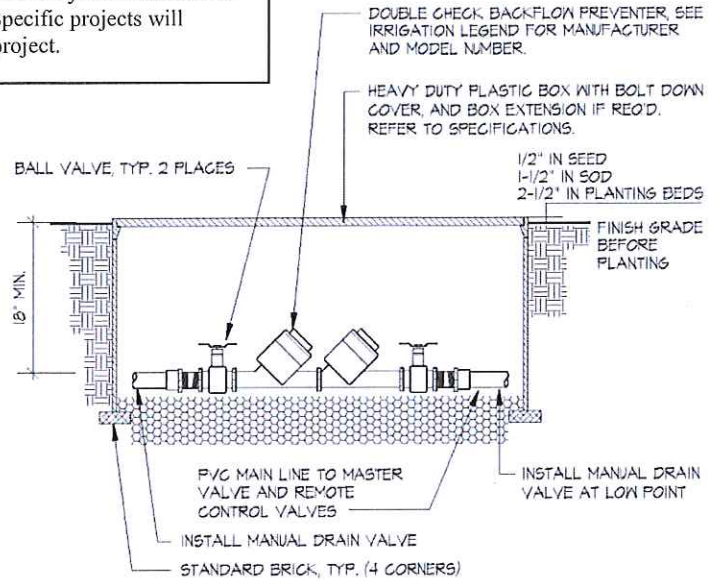 Specific projects will
project.
DOUBLE CHECK BACKFLOW PREVENTER, SEE
IRRIGATION LEGEND FOR MANUFACTURER
AND MODEL NUMBER.
HEAVY DUTY PLASTIC BOX WITH BOLT DOWN
COVER, AND BOX EXTENSION IF REQ'D.
REFER TO SPECIFICATIONS.
BALL VALVE, TYP. 2 PLACES
1/2" IN SEED
1-1/2" IN SOD
2-1/2" IN PLANTING BEDS
FINISH GRADE
BEFORE
PLANTING
18" MIN.
PVC MAIN LINE TO MASTER
VALVE AND REMOTE
CONTROL VALVES
INSTALL MANUAL DRAIN
VALVE AT LOW POINT
INSTALL MANUAL DRAIN VALVE
STANDARD BRICK, TYP. (4 CORNERS)